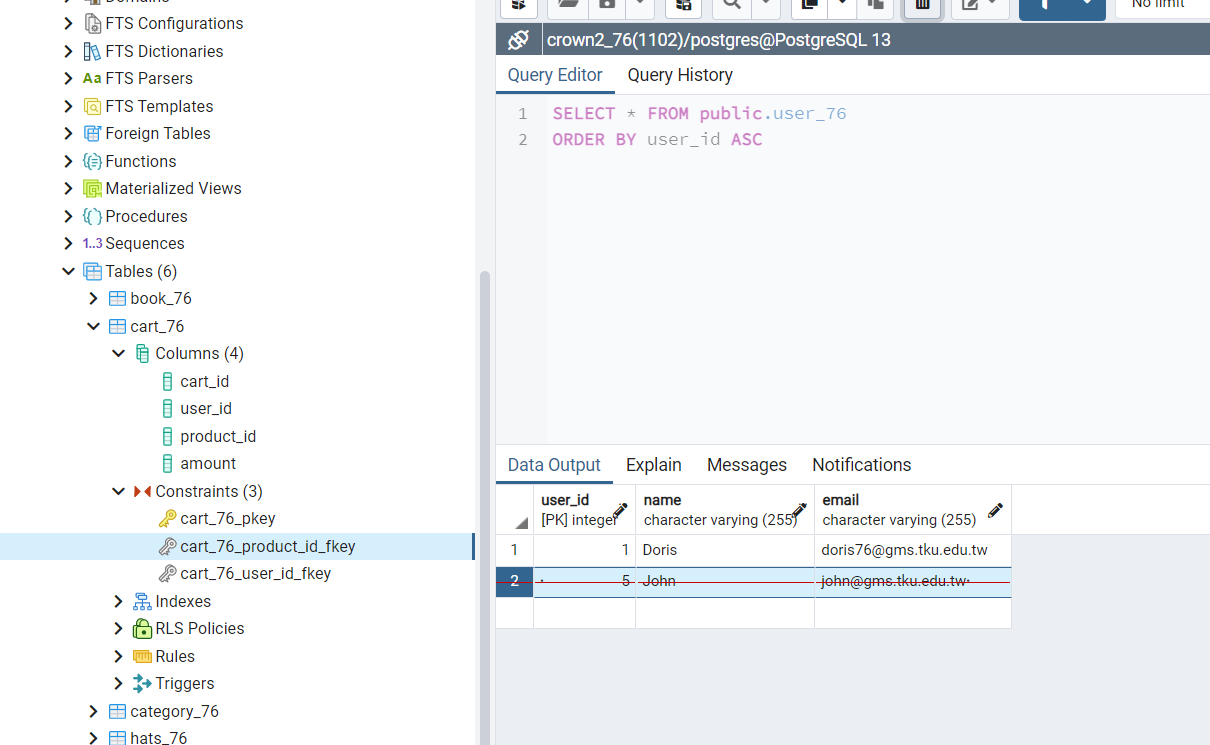 FTS Configurations
FTS Dictionaries
Aa FTS Parsers
FTS Templates
Foreign Tables
Functions
Materialized Views
Procedures
1..3 Sequences
Tables (6)
book_76
cart_76
Columns (4)
cart_id
user_id
product_id
amount
Constraints (3)
cart_76_pkey
cart_76_product_id_fkey
cart_76_user_id_fkey
Indexes
RLS Policies
Rules
Triggers
category_76
hats_76
No limit
crown2_76(1102)/postgres@PostgreSQL 13
Query Editor Query History
1 SELECT * FROM public.user_76
2 ORDER BY user_id ASC
Data Output Explain Messages Notifications
user_id name email
[PK] integer character varying (255) character varying (255)
1 1 Doris doris76@gms.tku.edu.tw
2 5 John john@gms.tku.edu.tw